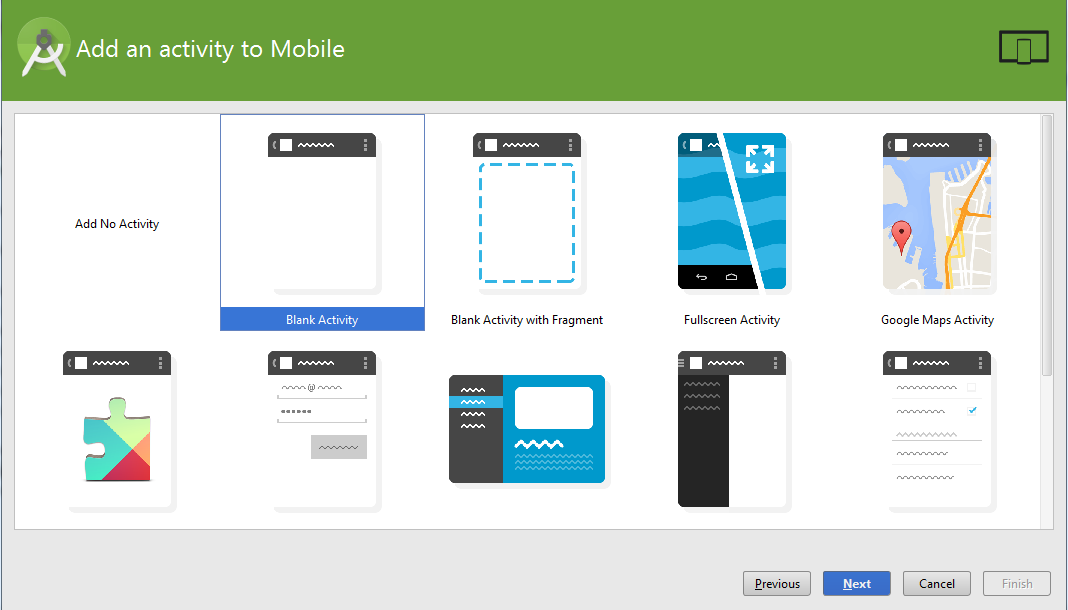 Add an activity to Mobile
Add No Activity
Blank Activity
Blank Activity with Fragment
Fullscreen Activity
Google Maps Activity
@
Previous
Next
Cancel
Finish